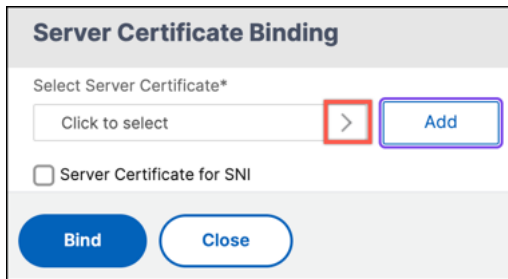 Server Certificate Binding
Select Server Certificate*
Click to select
Add
Server Certificate for SNI
Bind
Close